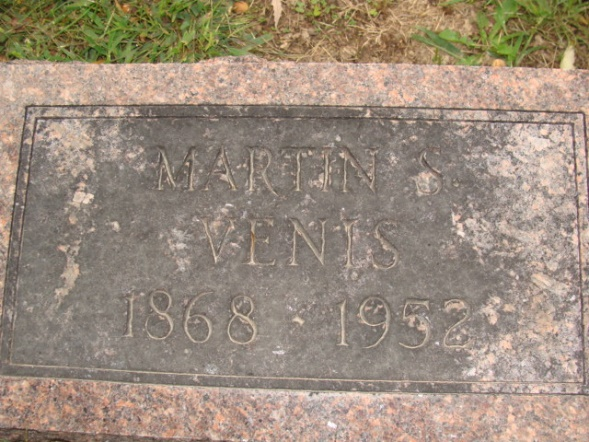 MARTIN S.
VENIS
1868 - 1952